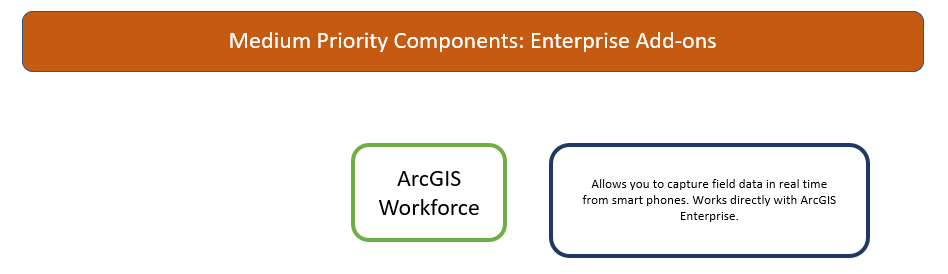 Medium Priority Components: Enterprise Add-ons
ArcGIS
Workforce
Allows you to capture field data in real time
from smart phones. Works directly with ArcGIS
Enterprise.